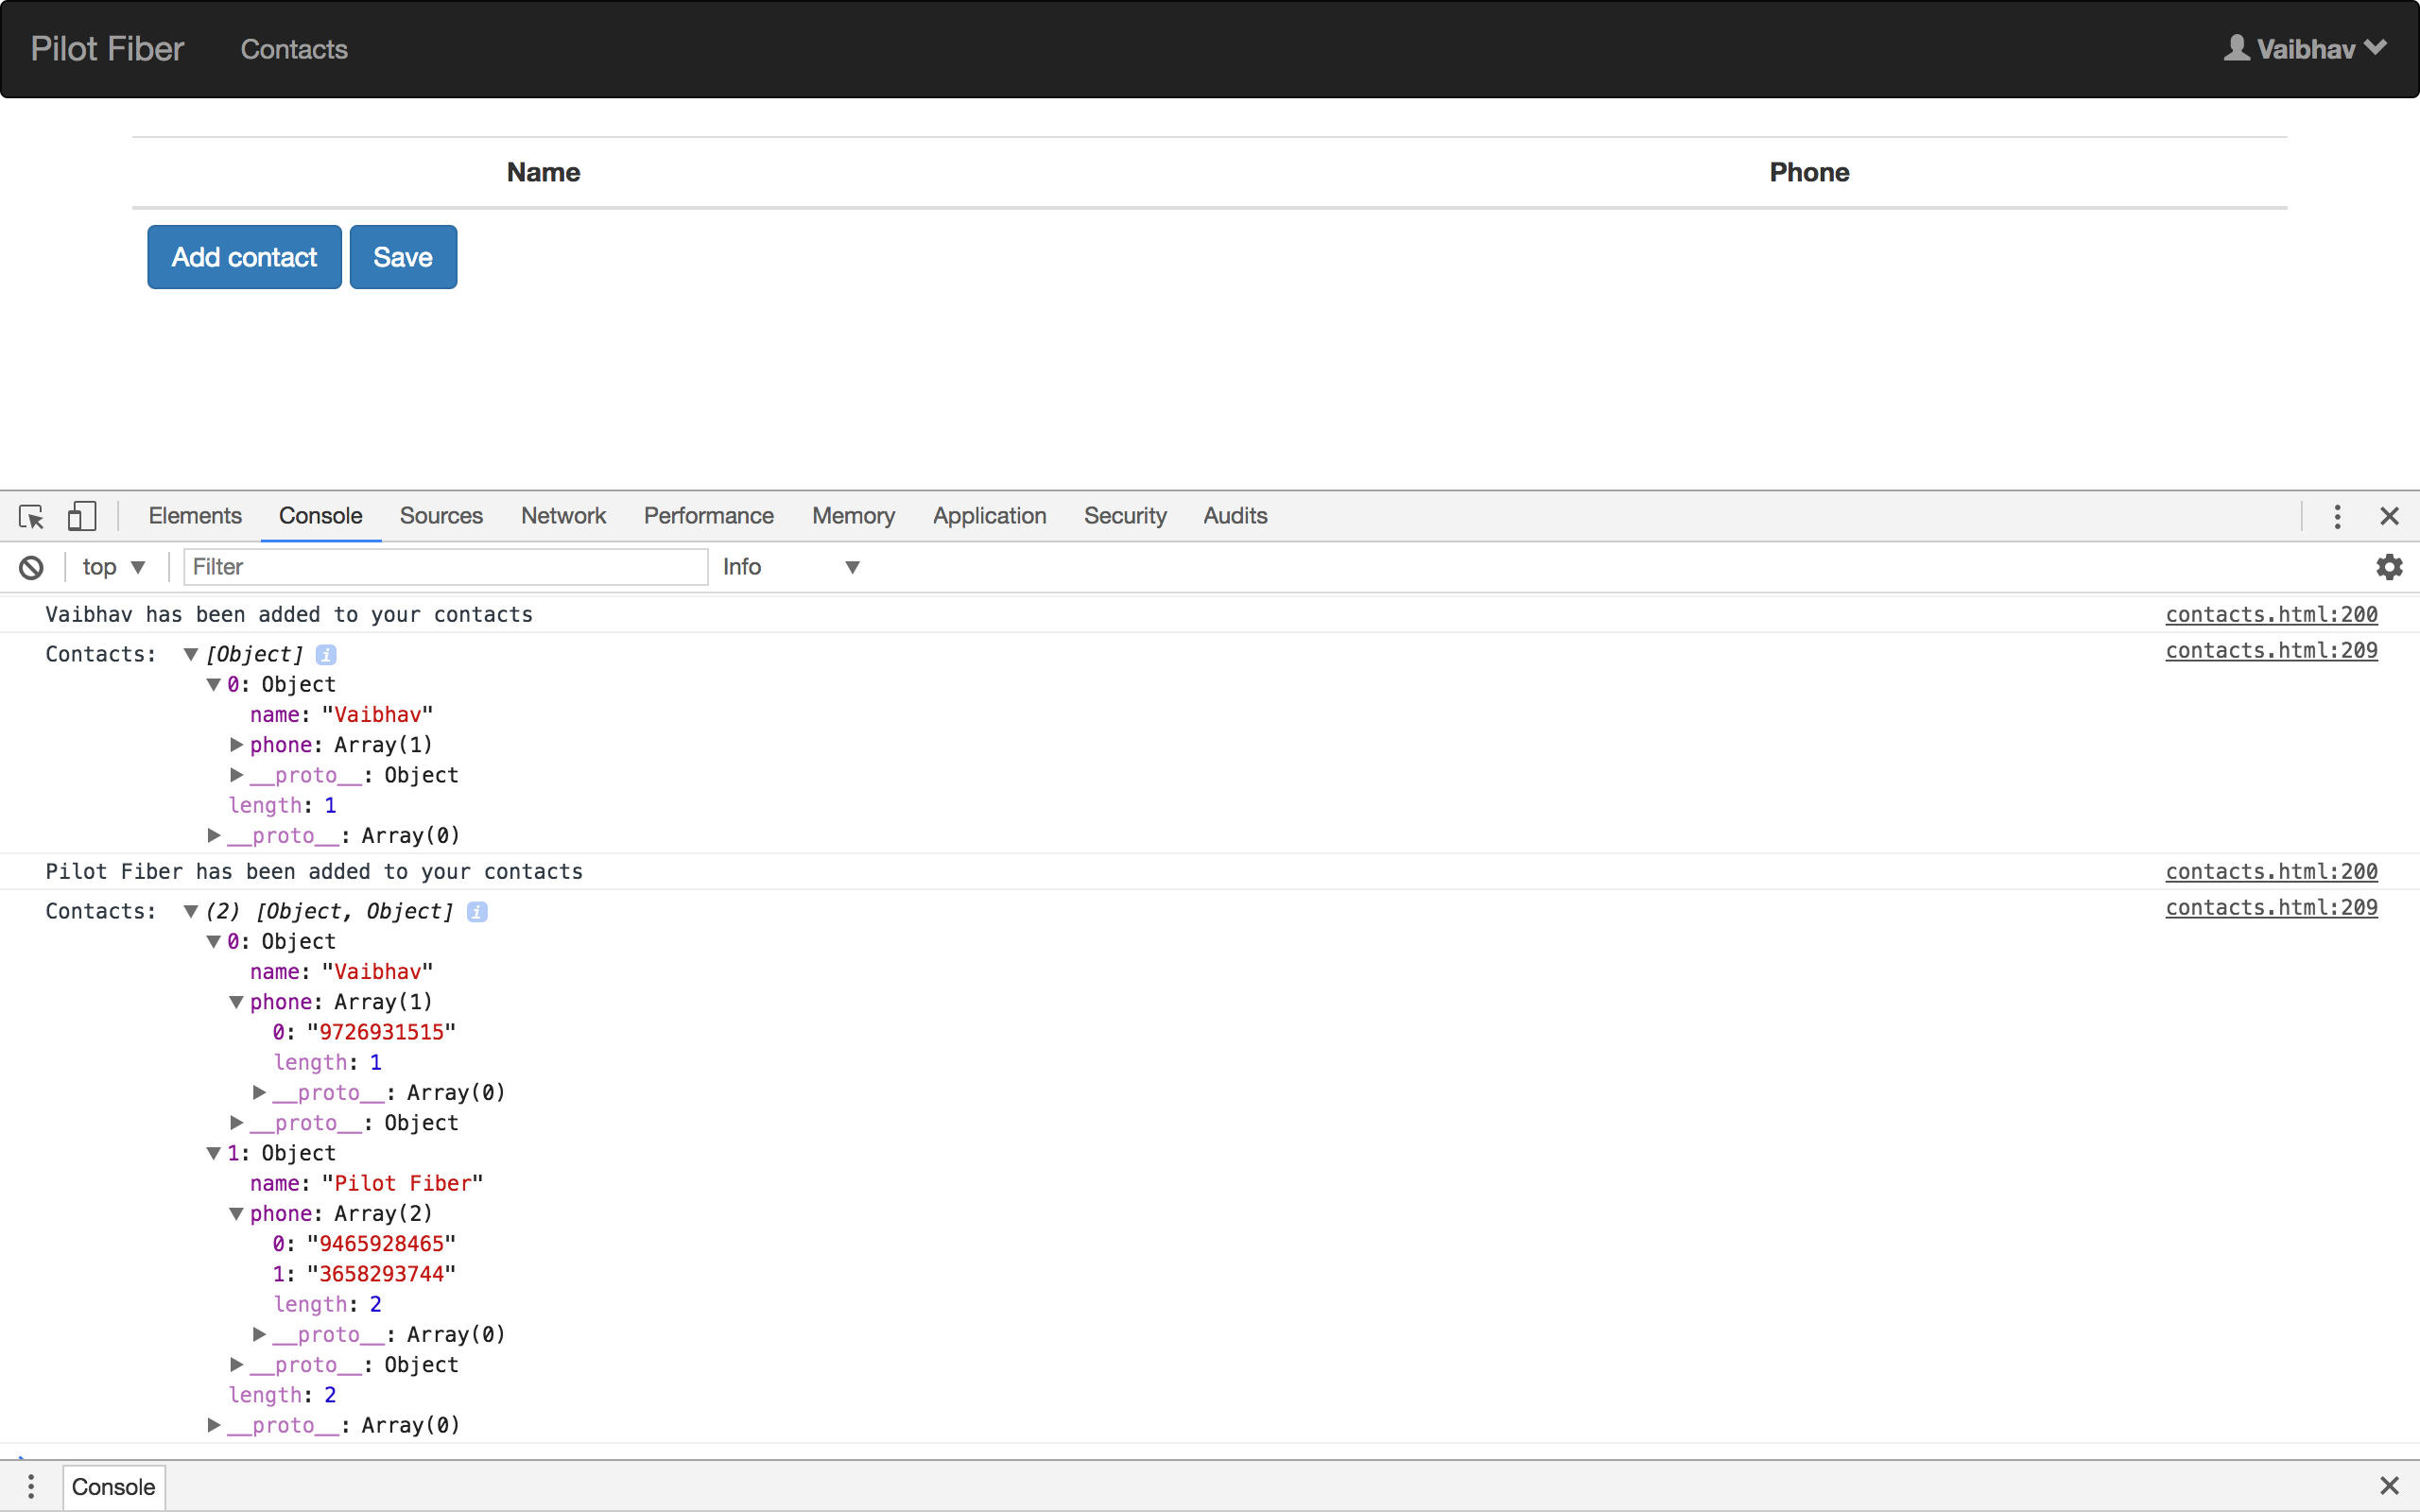 Pilot Fiber Contacts Vaibhav
Name Phone
Add contact Save
Elements Console Sources Network Performance Memory Application Security Audits
top Filter Info
Vaibhav has been added to your contacts contacts.html:200
Contacts: [Object] i contacts.html:209
0: Object
name: "Vaibhav"
phone: Array(1)
__proto__: Object
length: 1
__proto__: Array(0)
Pilot Fiber has been added to your contacts contacts.html:200
Contacts: (2) [Object, Object] i contacts.html:209
0: Object
name: "Vaibhav"
phone: Array(1)
0: "9726931515"
length: 1
__proto__: Array(0)
__proto__: Object
1: Object
name: "Pilot Fiber"
phone: Array(2)
0: "9465928465"
1: "3658293744"
length: 2
__proto__: Array(0)
__proto__: Object
length: 2
__proto__: Array(0)
Console